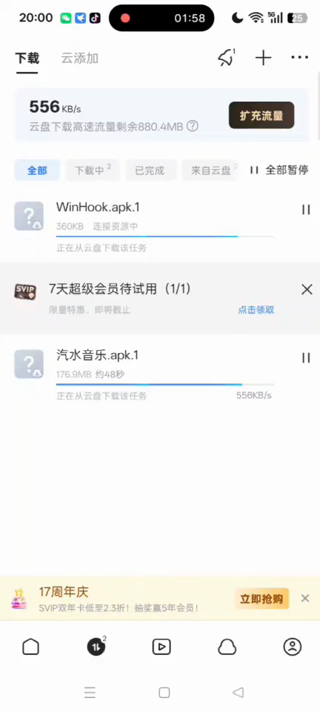 20:00
01:58
5G
25
下载
云添加
1
556 KB/s
云盘下载高速流量剩余880.4MB
扩充流量
全部
下载中 2
已完成
来自云盘 2
全部暂停
WinHook.apk.1
360KB 连接资源中
正在从云盘下载该任务
SVIP
7天超级会员待试用（1/1）
限量特惠，即将截止
点击领取
汽水音乐.apk.1
176.9MB 约48秒
正在从云盘下载该任务
556KB/s
17周年庆
SVIP双年卡低至2.3折！抽奖赢5年会员！
立即抢购
2